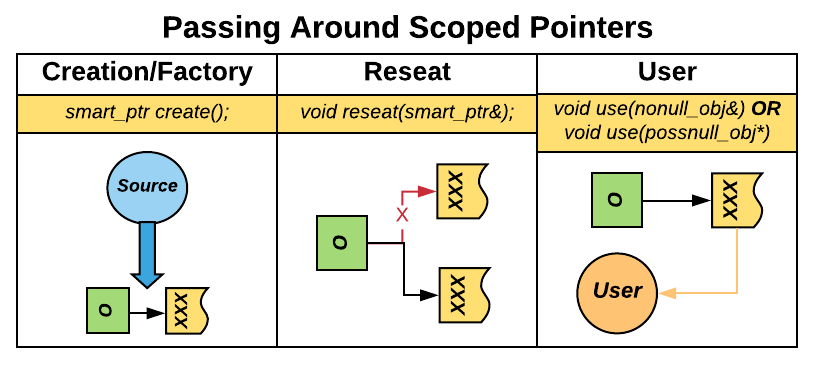 Passing Around Scoped Pointers
Creation/Factory
smart_ptr create();
Source
O
XXX
Reseat
void reseat(smart_ptr&);
X
XXX
O
XXX
User
void use(nonull_obj&) OR
void use(possnull_obj*)
O
XXX
User